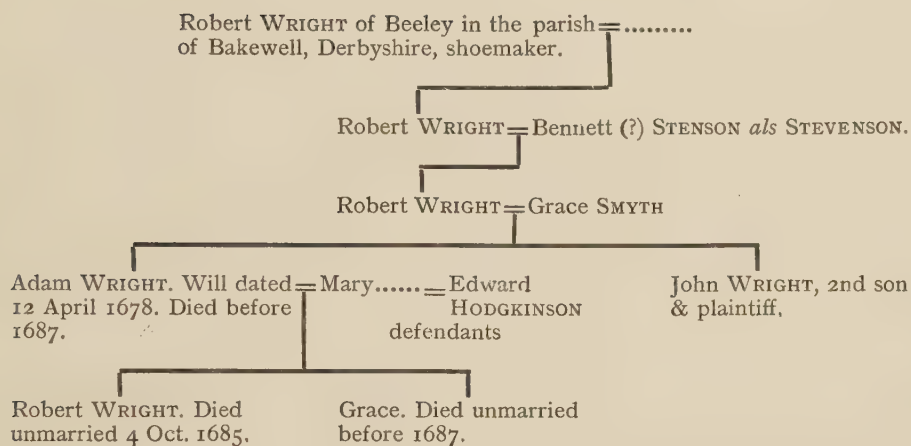 Robert WRIGHT of Beeley in the parish = .........
of Bakewell, Derbyshire, shoemaker.
Robert WRIGHT = Bennett (?) STENSON als STEVENSON.
Robert WRIGHT = Grace SMYTH
Adam WRIGHT. Will dated = Mary...... = Edward
12 April 1678. Died before HODGKINSON
1687. defendants
John WRIGHT, 2nd son
& plaintiff.
Robert WRIGHT. Died
unmarried 4 Oct. 1685.
Grace. Died unmarried
before 1687.